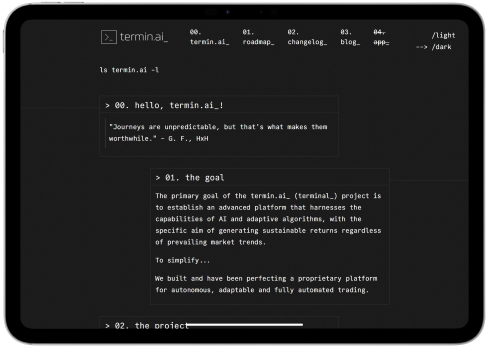 termin.ai_
00.
termin.ai_
01.
roadmap_
02.
changelog_
03.
blog_
04.
app_
/light
--> /dark
ls termin.ai -l
> 00. hello, termin.ai_!
"Journeys are unpredictable, but that's what makes them
worthwhile." – G. F., HxH
> 01. the goal
The primary goal of the termin.ai_ (terminal_) project is
to establish an advanced platform that harnesses the
capabilities of AI and adaptive algorithms, with the
specific aim of generating sustainable returns regardless
of prevailing market trends.
To simplify...
We built and have been perfecting a proprietary platform
for autonomous, adaptable and fully automated trading.
> 02. the project